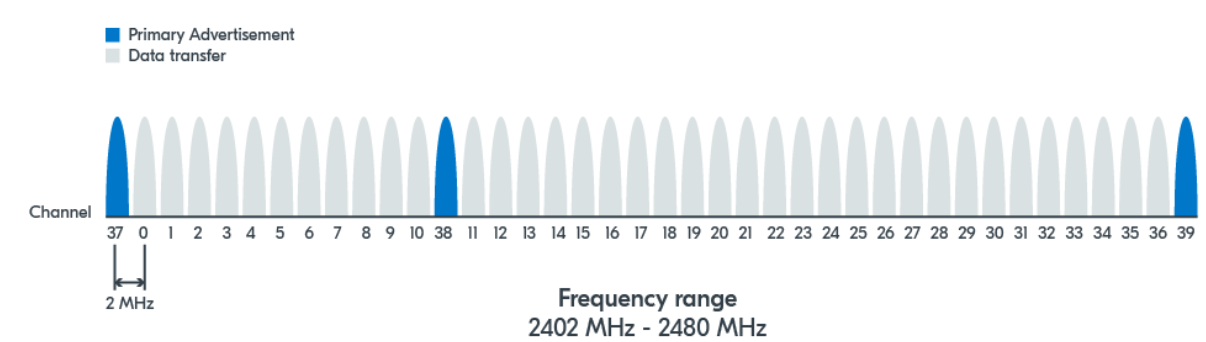 Primary Advertisement
Data transfer
Channel
37 0 1 2 3 4 5 6 7 8 9 10 38 11 12 13 14 15 16 17 18 19 20 21 22 23 24 25 26 27 28 29 30 31 32 33 34 35 36 39
2 MHz
Frequency range
2402 MHz - 2480 MHz